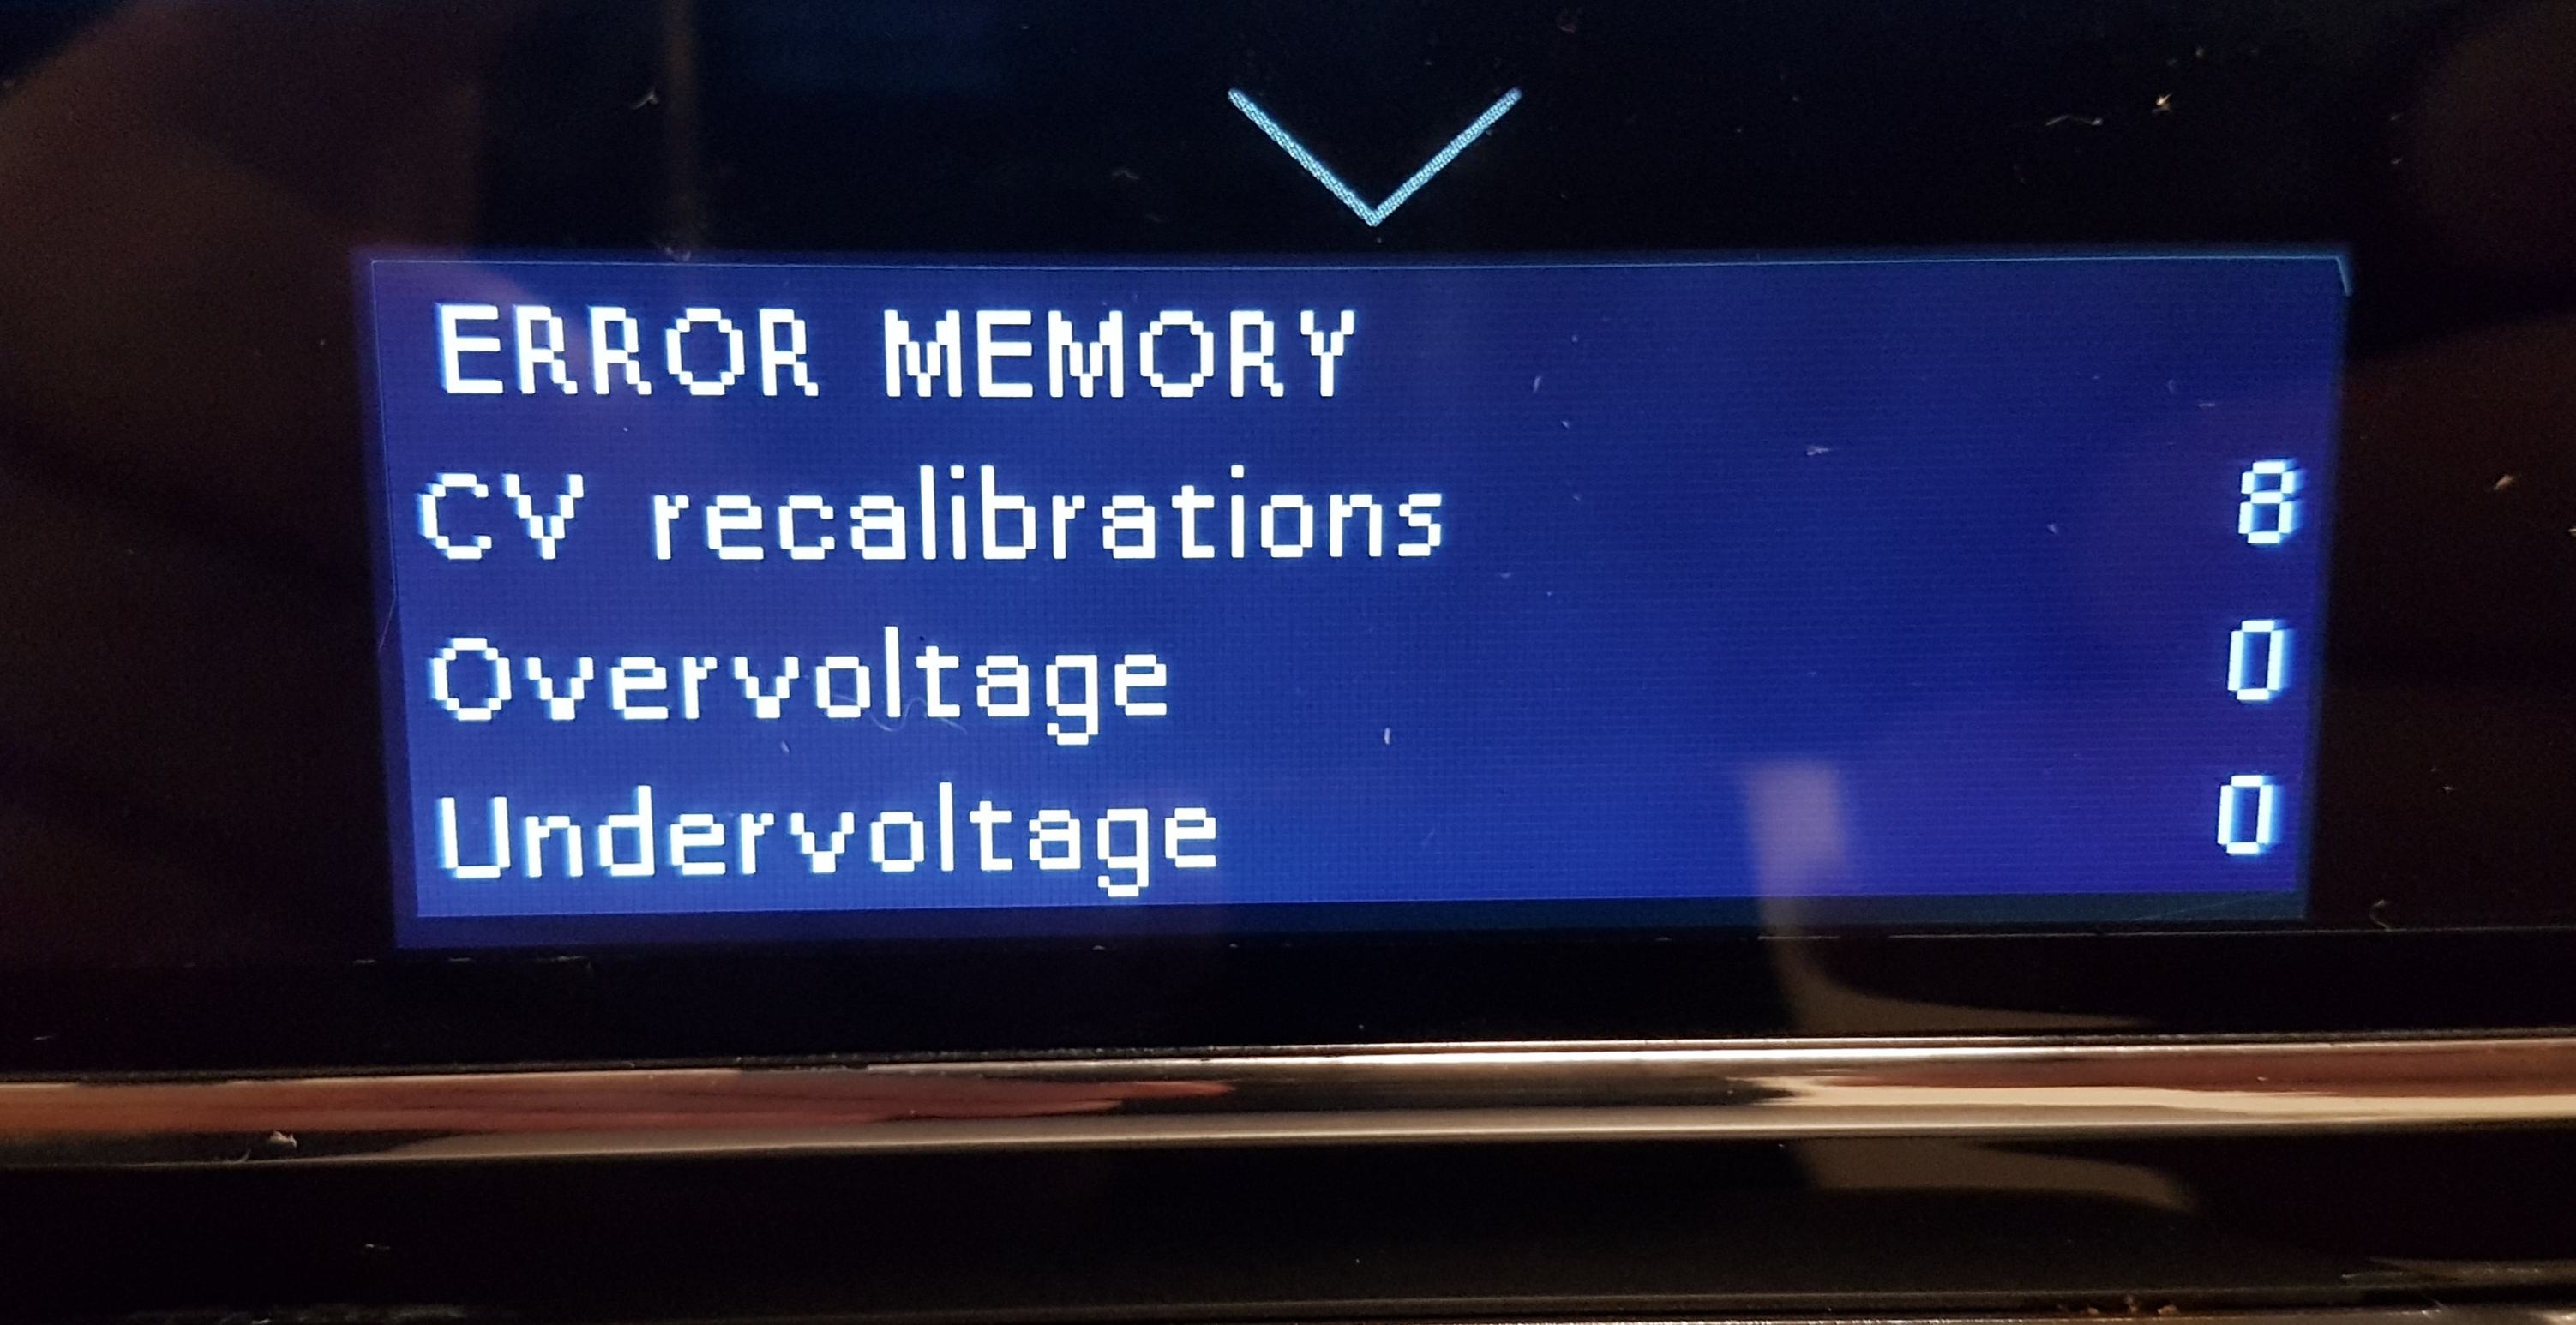 ERROR MEMORY
CV recalibrations 8
Overvoltage 0
Undervoltage 0